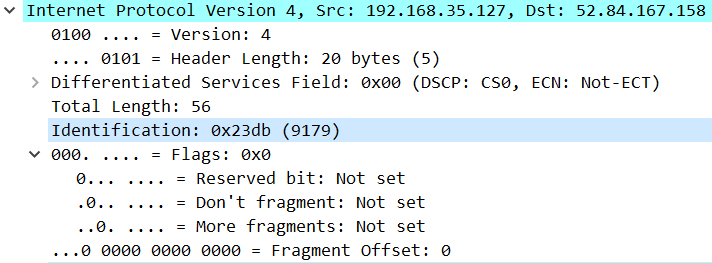 Internet Protocol Version 4, Src: 192.168.35.127, Dst: 52.84.167.158
0100 .... = Version: 4
.... 0101 = Header Length: 20 bytes (5)
Differentiated Services Field: 0x00 (DSCP: CS0, ECN: Not-ECT)
Total Length: 56
Identification: 0x23db (9179)
000. .... = Flags: 0x0
0... .... = Reserved bit: Not set
.0.. .... = Don't fragment: Not set
..0. .... = More fragments: Not set
...0 0000 0000 0000 = Fragment Offset: 0